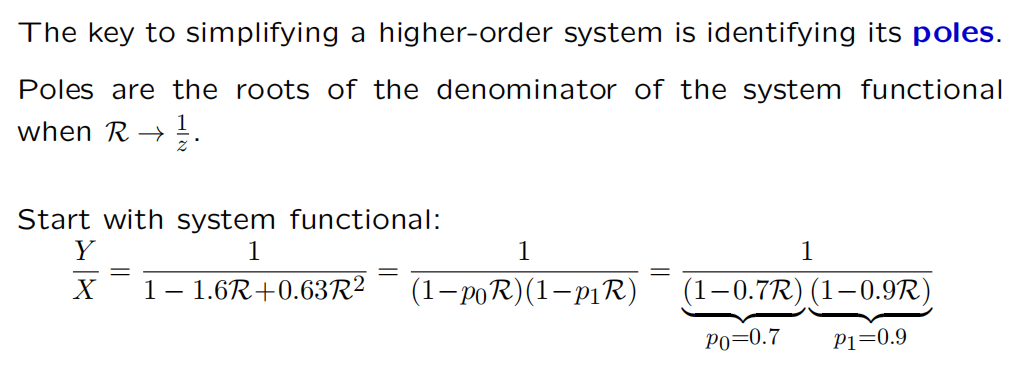 The key to simplifying a higher-order system is identifying its poles.
Poles are the roots of the denominator of the system functional
when ℛ → 1/z.
Start with system functional:
Y/X = 1/(1 − 1.6ℛ+0.63ℛ²) = 1/((1−p₀ℛ)(1−p₁ℛ)) = 1/((1−0.7ℛ)(1−0.9ℛ))
p₀=0.7 p₁=0.9